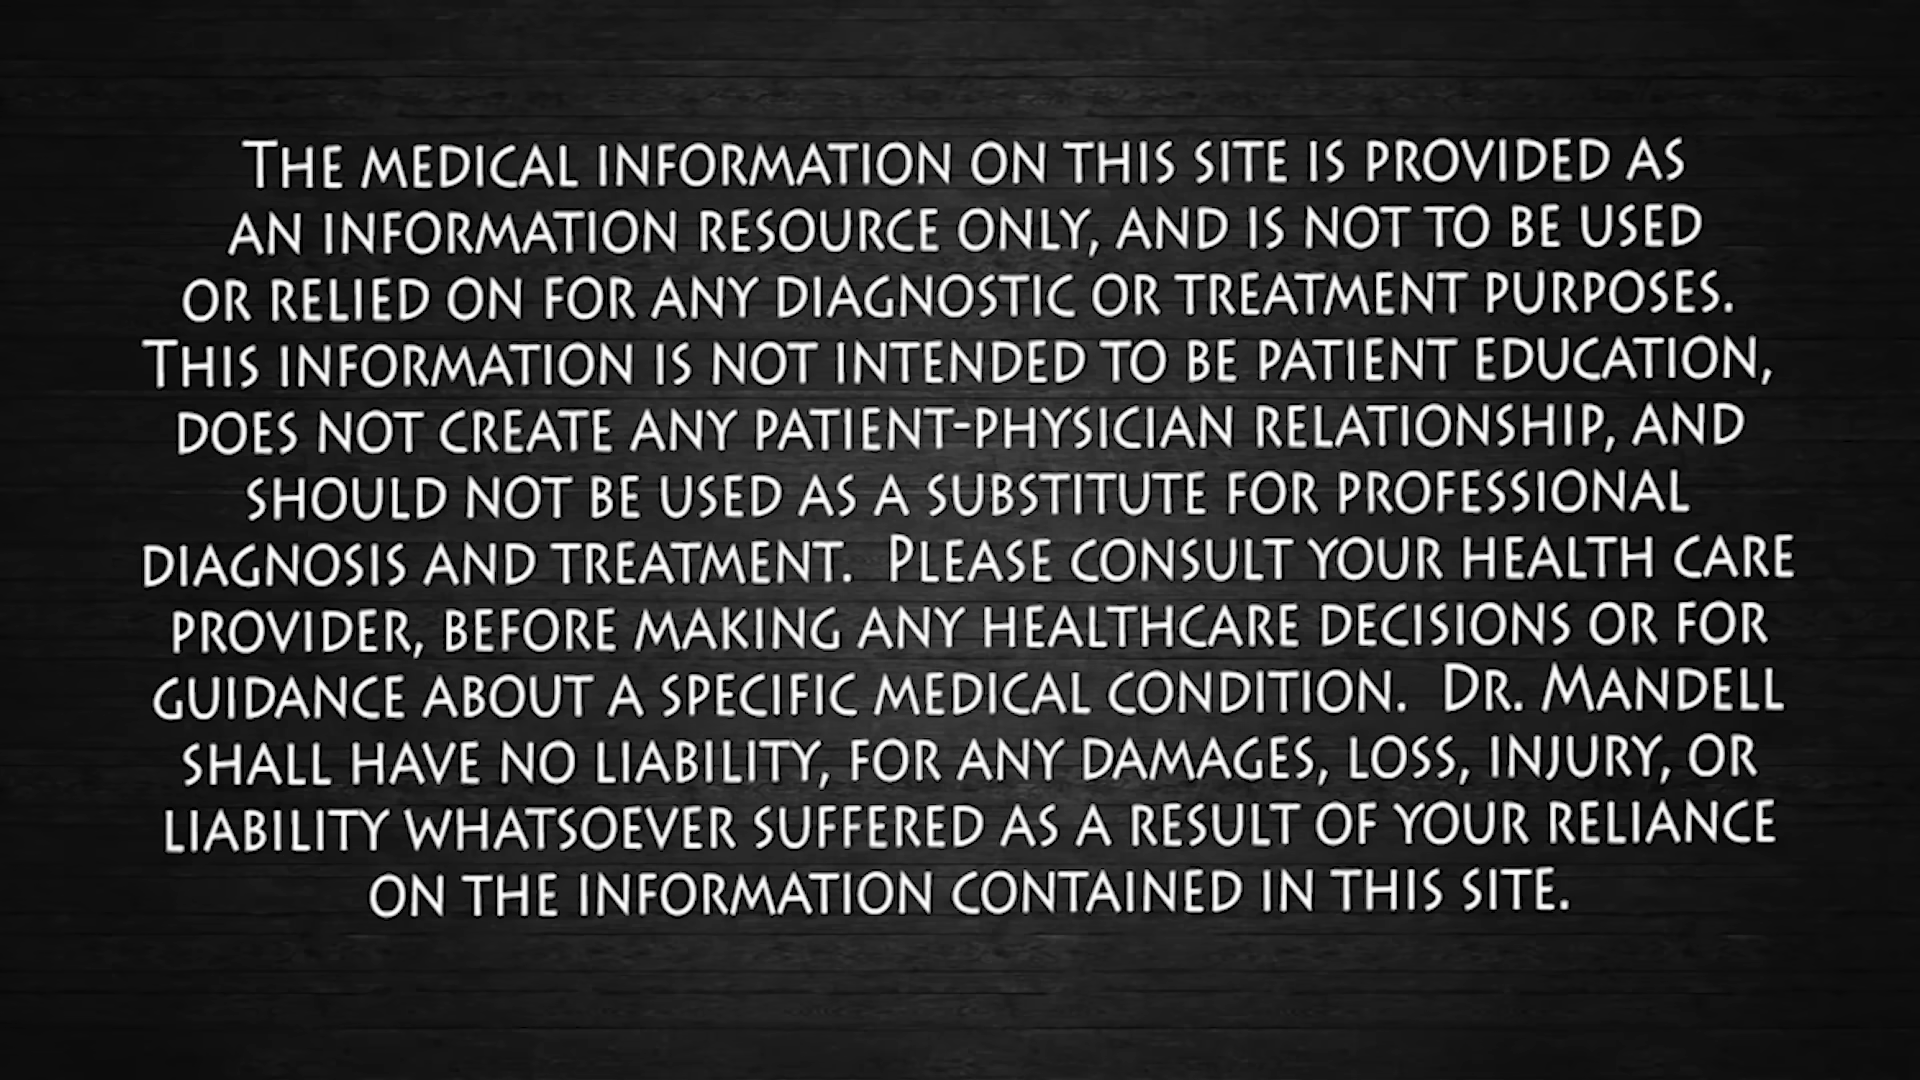 The medical information on this site is provided as
an information resource only, and is not to be used
or relied on for any diagnostic or treatment purposes.
This information is not intended to be patient education,
does not create any patient-physician relationship, and
should not be used as a substitute for professional
diagnosis and treatment.  Please consult your health care
provider, before making any healthcare decisions or for
guidance about a specific medical condition.  Dr. Mandell
shall have no liability, for any damages, loss, injury, or
liability whatsoever suffered as a result of your reliance
on the information contained in this site.